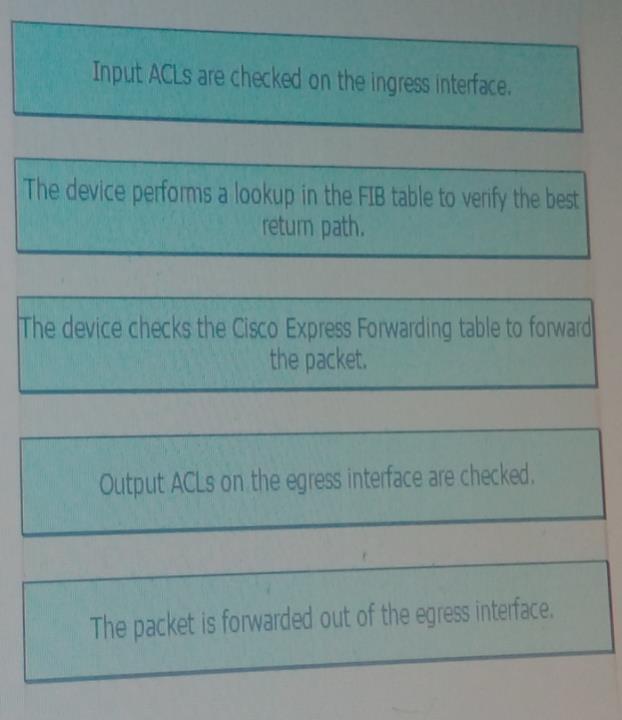 Input ACLs are checked on the ingress interface.
The device performs a lookup in the FIB table to verify the best
return path.
The device checks the Cisco Express Forwarding table to forward
the packet.
Output ACLs on the egress interface are checked.
The packet is forwarded out of the egress interface.